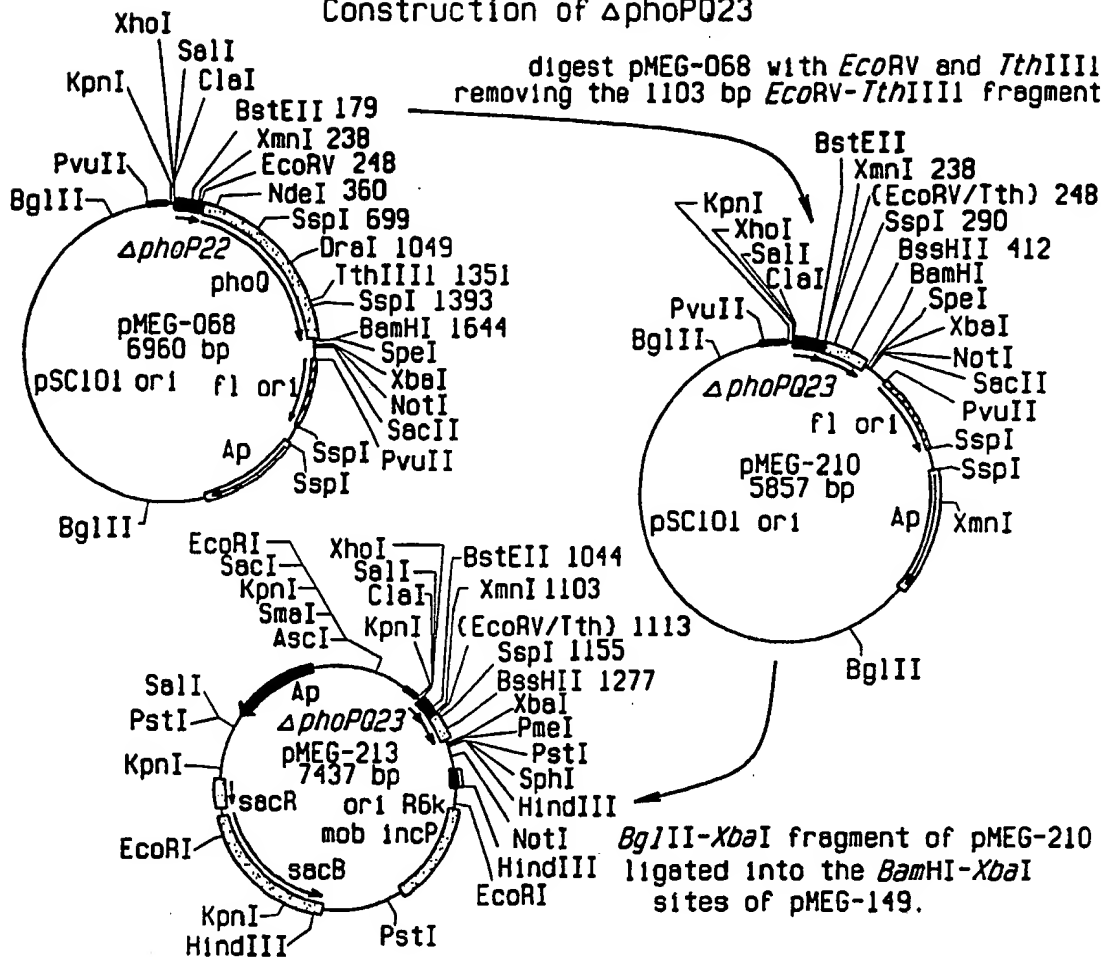 Construction of ΔphoPQ23
XhoI
SalI
KpnI
ClaI
BstEII 179
XmnI 238
EcoRV 248
NdeI 360
SspI 699
DraI 1049
TthIII1 1351
SspI 1393
BamHI 1644
SpeI
XbaI
NotI
SacII
PvuII
SspI
SspI
BglII
PvuII
BglII
ΔphoP22
phoQ
pMEG-068
6960 bp
pSC101 ori
f1 ori
Ap
digest pMEG-068 with EcoRV and TthIII1
removing the 1103 bp EcoRV-TthIII1 fragment
BstEII
XmnI 238
(EcoRV/Tth) 248
SspI 290
BssHII 412
BamHI
SpeI
XbaI
NotI
SacII
PvuII
SspI
SspI
XmnI
BglII
KpnI
XhoI
SalI
ClaI
PvuII
BglII
ΔphoPQ23
f1 ori
pMEG-210
5857 bp
pSC101 ori
Ap
EcoRI
SacI
KpnI
SmaI
AscI
XhoI
SalI
ClaI
KpnI
BstEII 1044
XmnI 1103
(EcoRV/Tth) 1113
SspI 1155
BssHII 1277
XbaI
PmeI
PstI
SphI
HindIII
NotI
HindIII
EcoRI
PstI
SalI
PstI
KpnI
EcoRI
KpnI
HindIII
Ap
ΔphoPQ23
pMEG-213
7437 bp
sacR
ori R6k
mob incP
sacB
BglII-XbaI fragment of pMEG-210
ligated into the BamHI-XbaI
sites of pMEG-149.